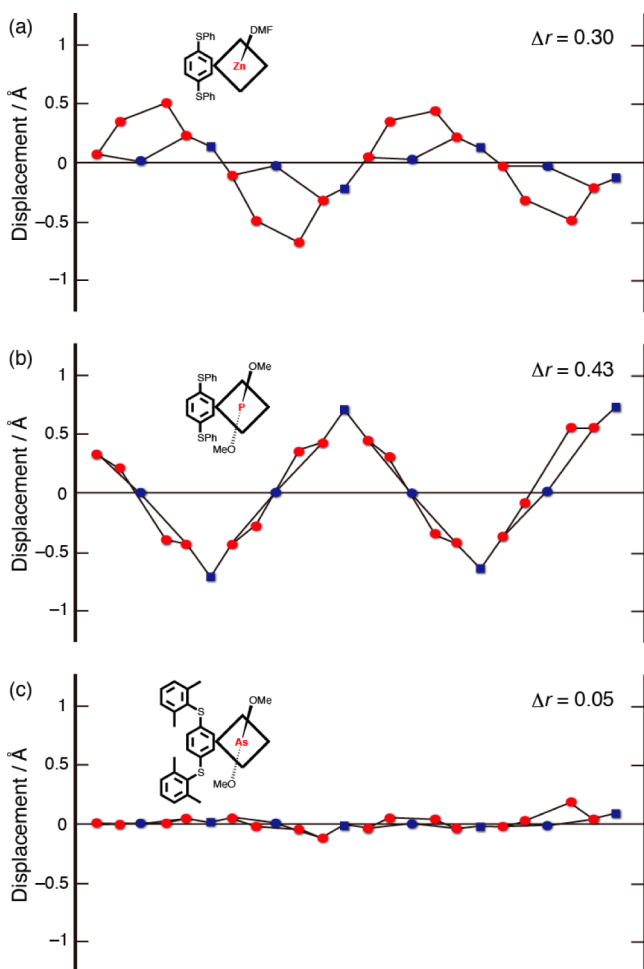 (a)
1
0.5
0
−0.5
−1
Displacement / Å
SPh
SPh
Zn
DMF
Δr = 0.30
(b)
1
0.5
0
−0.5
−1
Displacement / Å
SPh
SPh
P
OMe
MeO
Δr = 0.43
(c)
1
0.5
0
−0.5
−1
Displacement / Å
S
S
As
OMe
MeO
Δr = 0.05